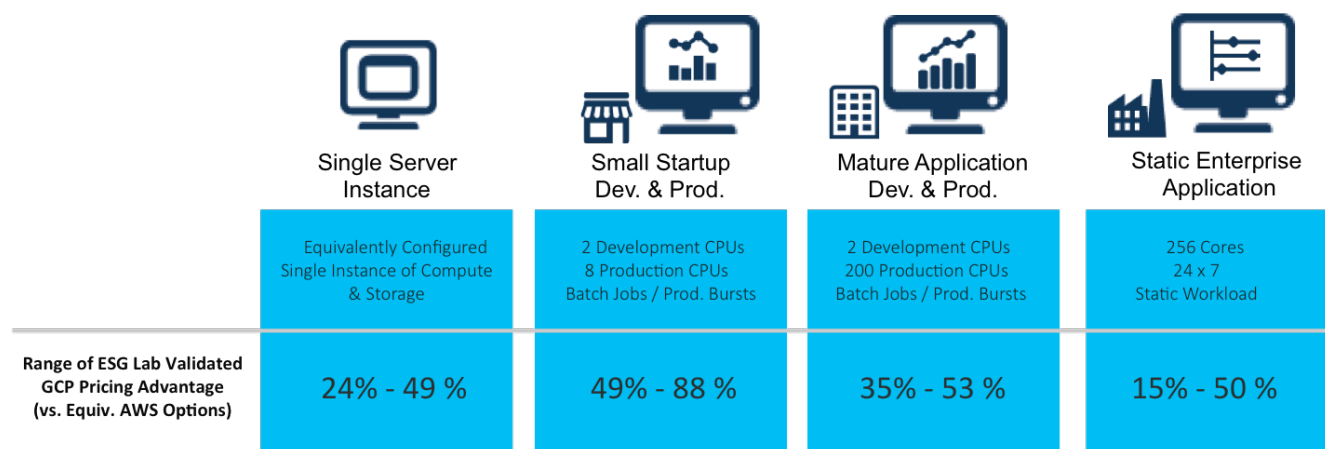 Single Server
Instance
Small Startup
Dev. & Prod.
Mature Application
Dev. & Prod.
Static Enterprise
Application
Equivalently Configured
Single Instance of Compute
& Storage
2 Development CPUs
8 Production CPUs
Batch Jobs / Prod. Bursts
2 Development CPUs
200 Production CPUs
Batch Jobs / Prod. Bursts
256 Cores
24 x 7
Static Workload
Range of ESG Lab Validated
GCP Pricing Advantage
(vs. Equiv. AWS Options)
24% - 49 %
49% - 88 %
35% - 53 %
15% - 50 %